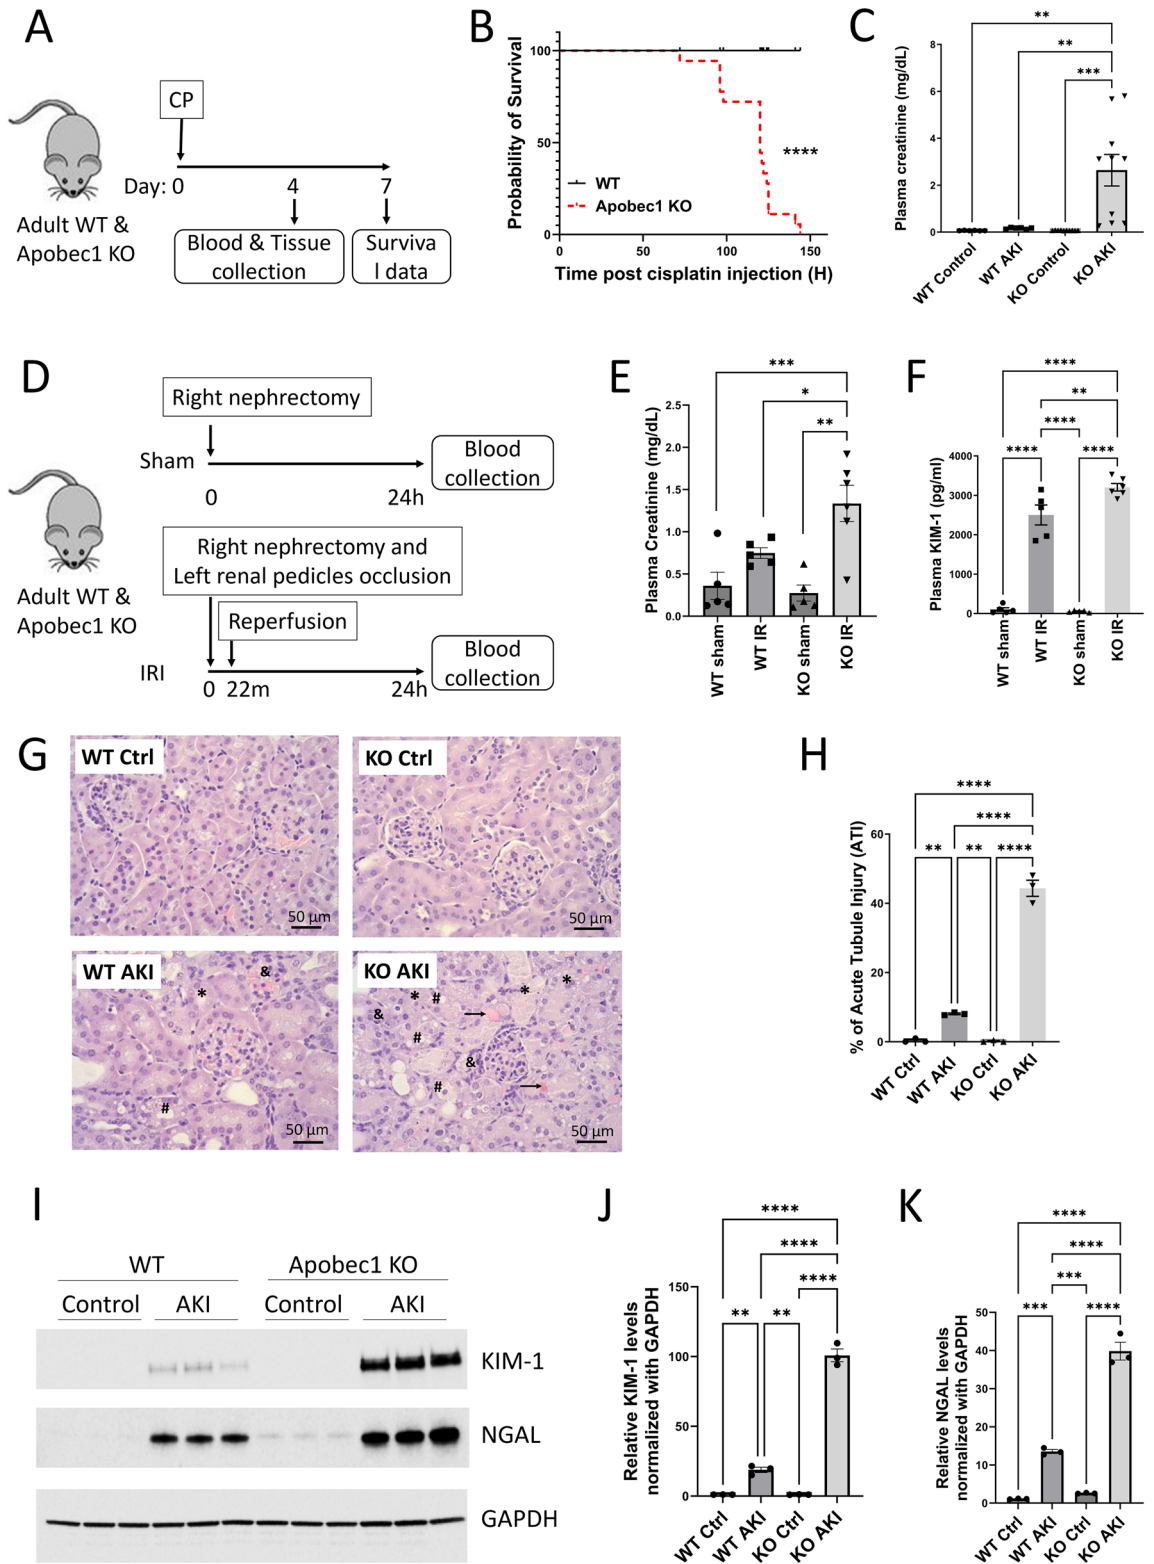 A
CP
Day: 0
4
7
Adult WT &
Apobec1 KO
Blood & Tissue
collection
Surviva
l data
B
Probability of Survival
100
50
0
****
WT
Apobec1 KO
0
50
100
150
Time post cisplatin injection (H)
C
Plasma creatinine (mg/dL)
8
6
4
2
0
**
**
***
WT Control
WT AKI
KO Control
KO AKI
D
Right nephrectomy
Sham
0
24h
Blood
collection
Right nephrectomy and
Left renal pedicles occlusion
Adult WT &
Apobec1 KO
Reperfusion
IRI
0
22m
24h
Blood
collection
E
Plasma Creatinine (mg/dL)
2.5
2.0
1.5
1.0
0.5
0.0
***
*
**
WT sham
WT IR
KO sham
KO IR
F
Plasma KIM-1 (pg/ml)
4000
3000
2000
1000
0
****
**
****
****
****
WT sham
WT IR
KO sham
KO IR
G
WT Ctrl
50 µm
KO Ctrl
50 µm
WT AKI
&
*
#
50 µm
KO AKI
*
#
*
*
&
#
&
#
50 µm
H
% of Acute Tubule Injury (ATI)
60
40
20
0
****
****
**
**
****
WT Ctrl
WT AKI
KO Ctrl
KO AKI
I
WT
Apobec1 KO
Control
AKI
Control
AKI
KIM-1
NGAL
GAPDH
J
Relative KIM-1 levels
normalized with GAPDH
150
100
50
0
****
****
****
**
**
WT Ctrl
WT AKI
KO Ctrl
KO AKI
K
Relative NGAL levels
normalized with GAPDH
50
40
30
20
10
0
****
****
***
***
****
WT Ctrl
WT AKI
KO Ctrl
KO AKI